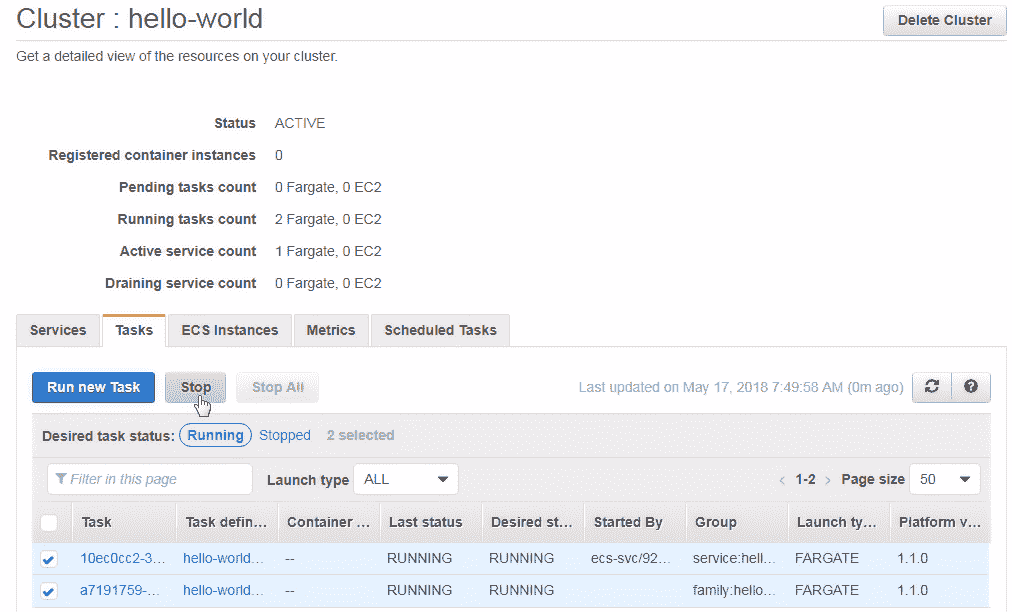 Cluster : hello-world
Delete Cluster
Get a detailed view of the resources on your cluster.
Status ACTIVE
Registered container instances 0
Pending tasks count 0 Fargate, 0 EC2
Running tasks count 2 Fargate, 0 EC2
Active service count 1 Fargate, 0 EC2
Draining service count 0 Fargate, 0 EC2
Services Tasks ECS Instances Metrics Scheduled Tasks
Run new Task Stop Stop All Last updated on May 17, 2018 7:49:58 AM (0m ago)
Desired task status: Running Stopped 2 selected
Filter in this page Launch type ALL < 1-2 > Page size 50
Task Task defin... Container ... Last status Desired st... Started By Group Launch ty... Platform v...
10ec0cc2-3... hello-world... -- RUNNING RUNNING ecs-svc/92... service:hell... FARGATE 1.1.0
a7191759-... hello-world... -- RUNNING RUNNING family:hello... FARGATE 1.1.0